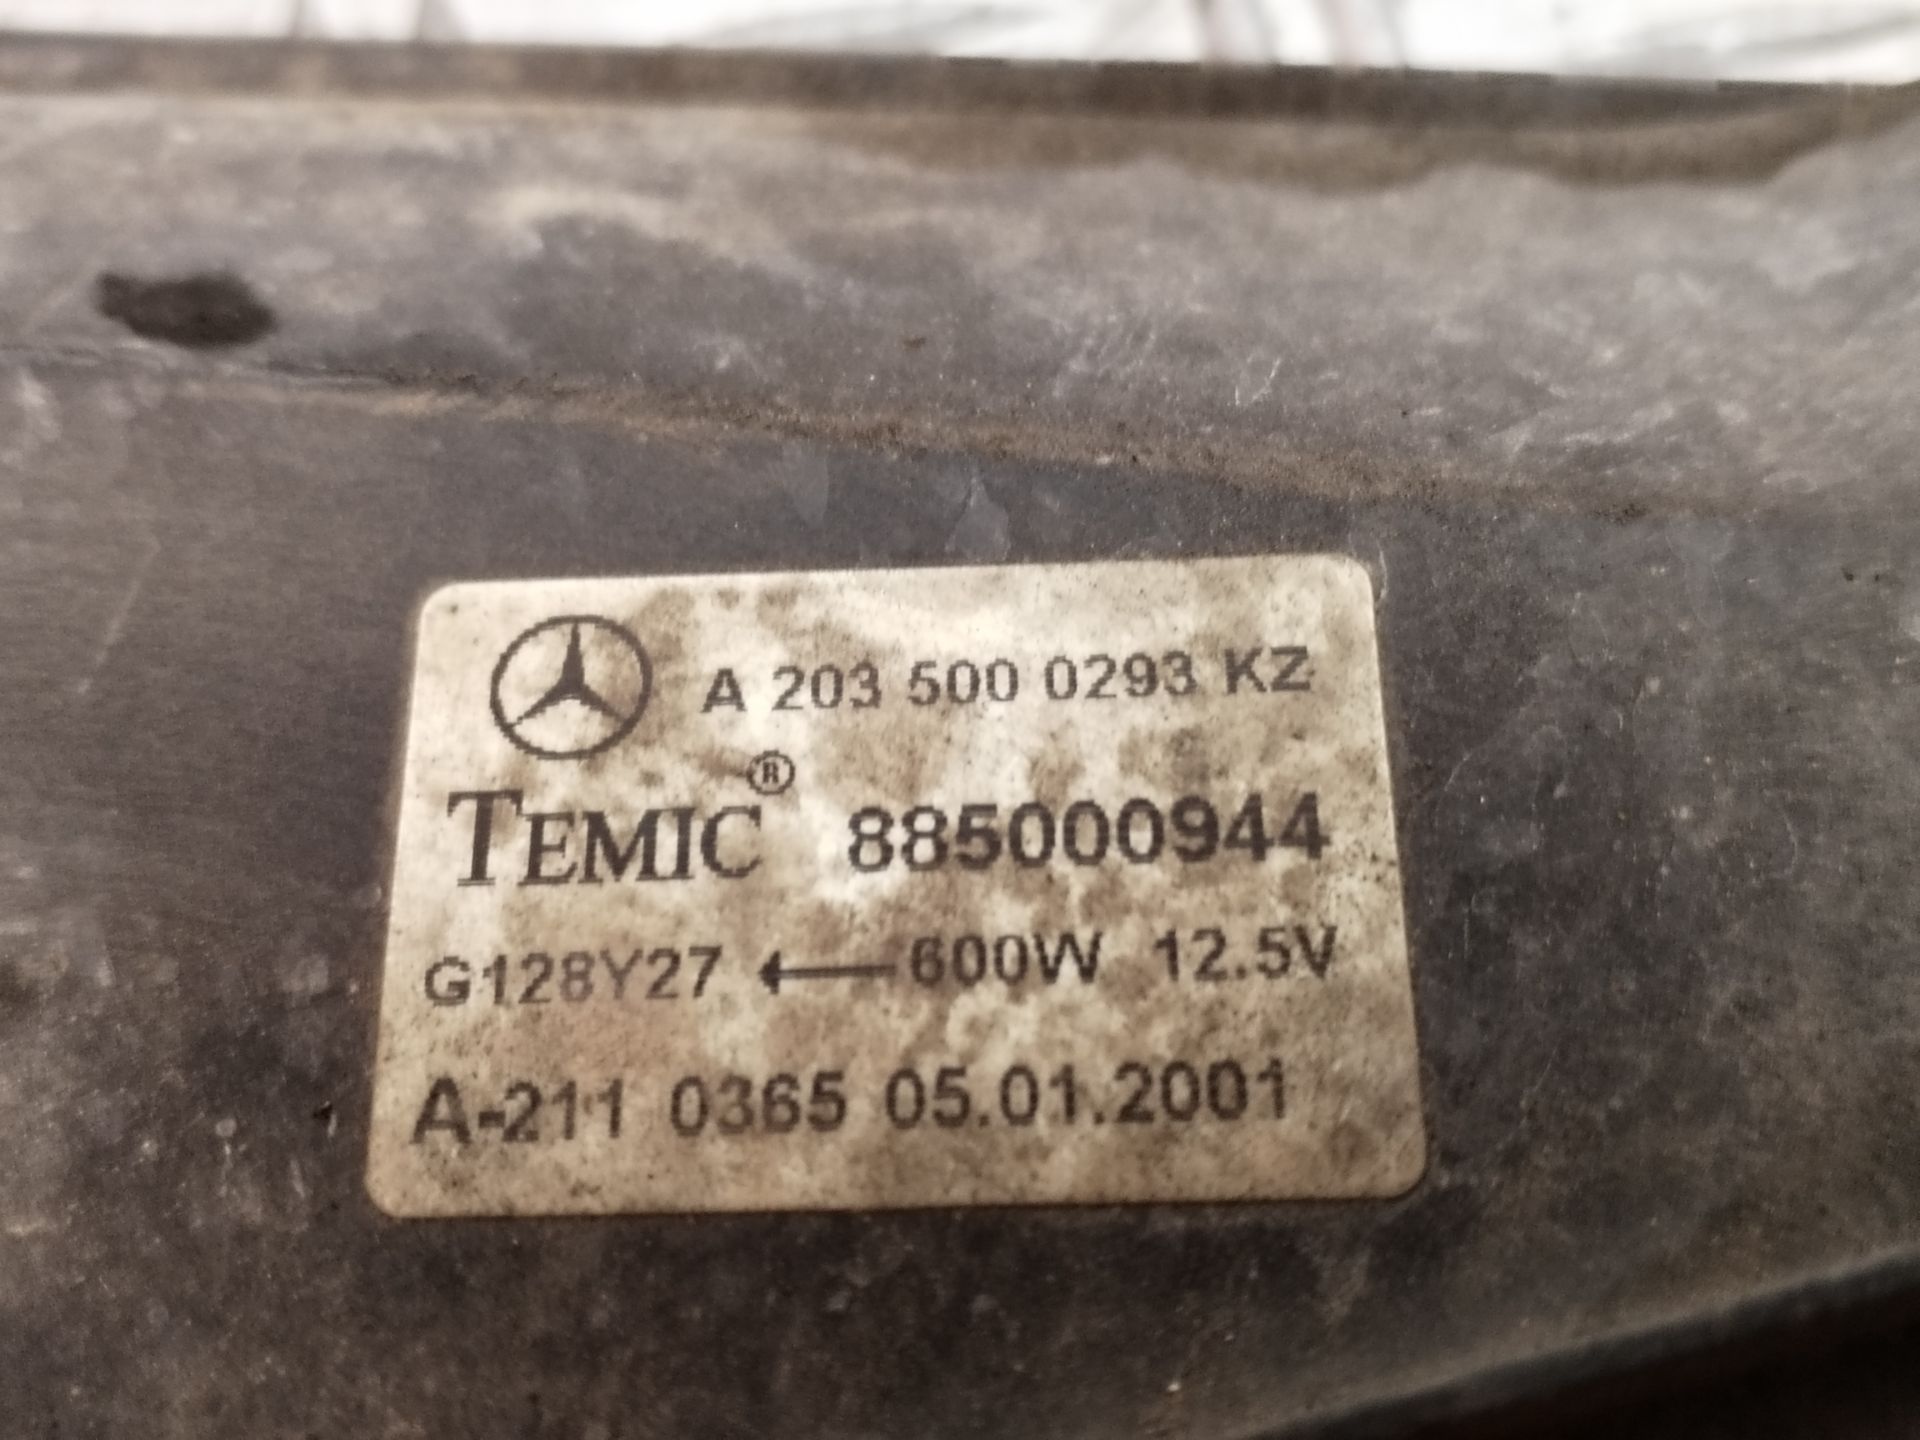 A 203 500 0293 KZ
TEMIC® 885000944
G128Y27 ← 600W 12.5V
A-211 0365 05.01.2001